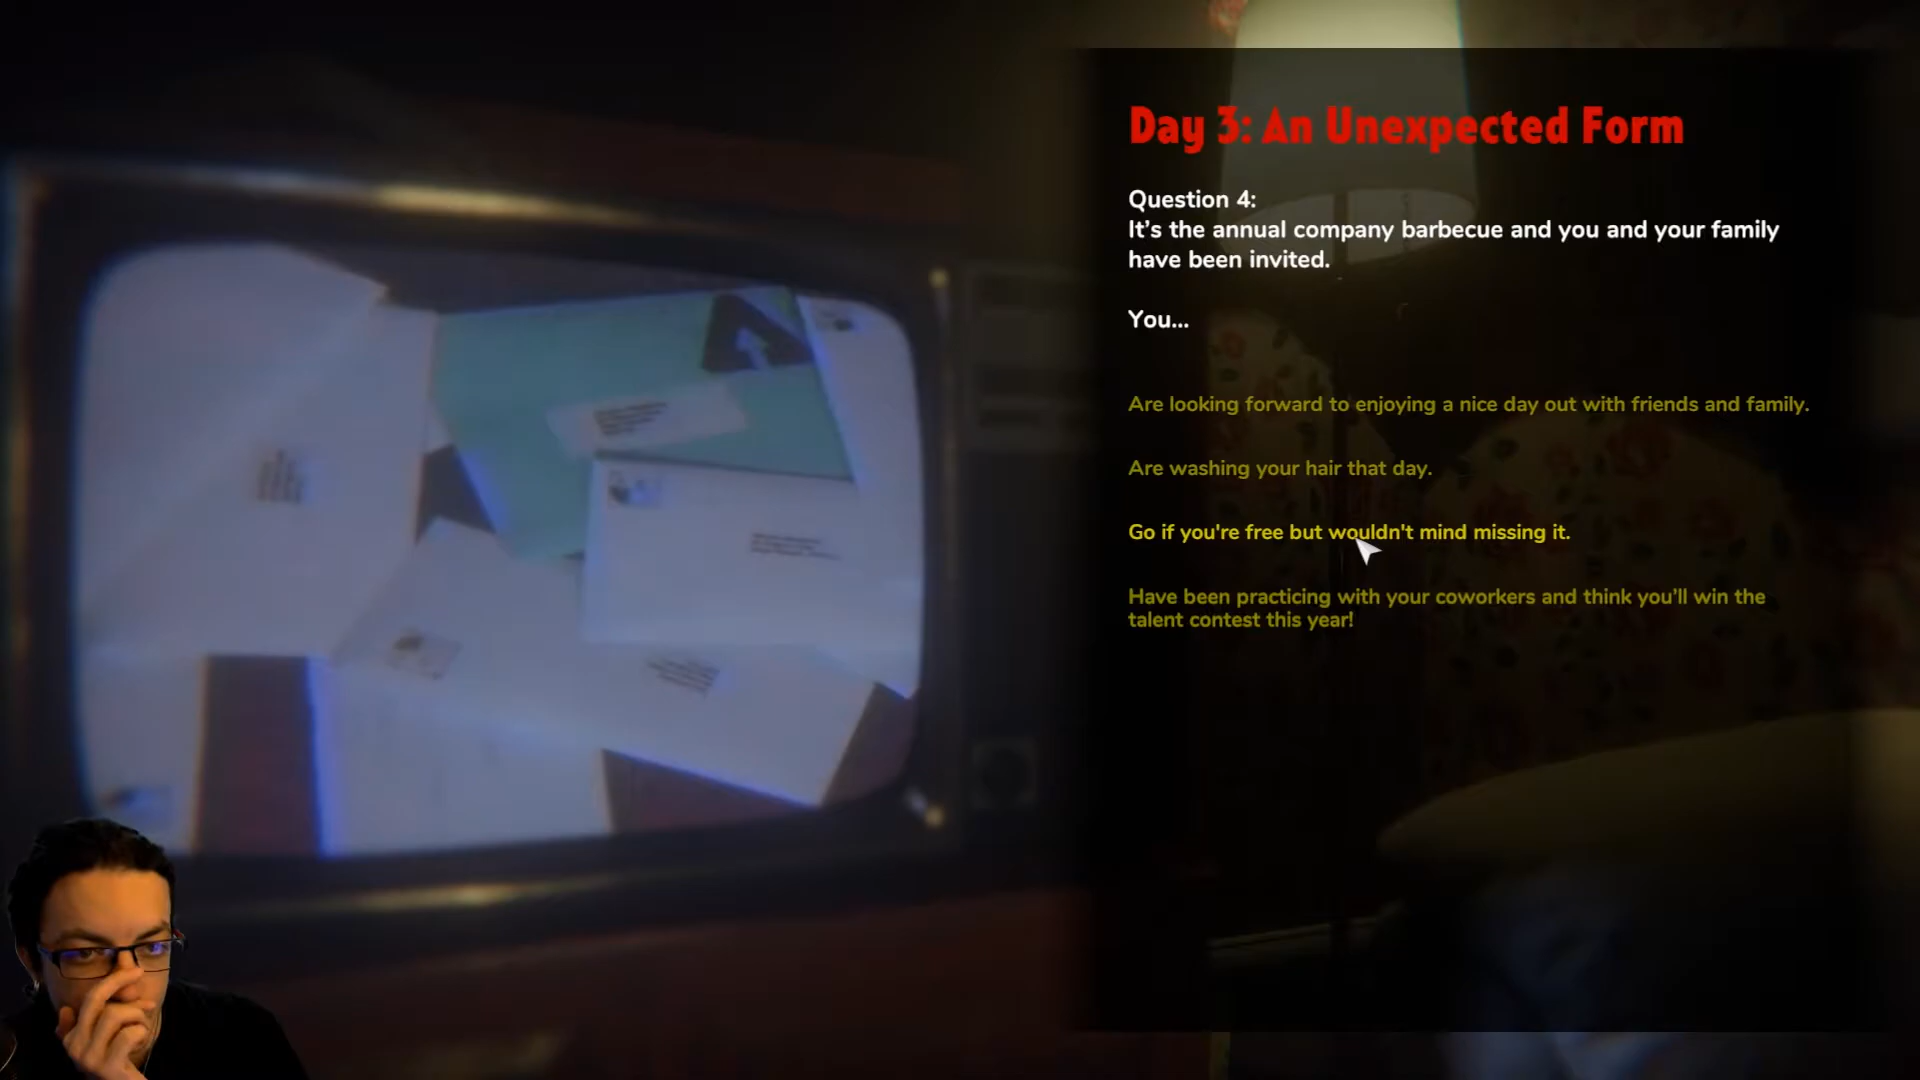 Day 3: An Unexpected Form
Question 4:
It's the annual company barbecue and you and your family
have been invited.
You...
Are looking forward to enjoying a nice day out with friends and family.
Are washing your hair that day.
Go if you're free but wouldn't mind missing it.
Have been practicing with your coworkers and think you'll win the
talent contest this year!